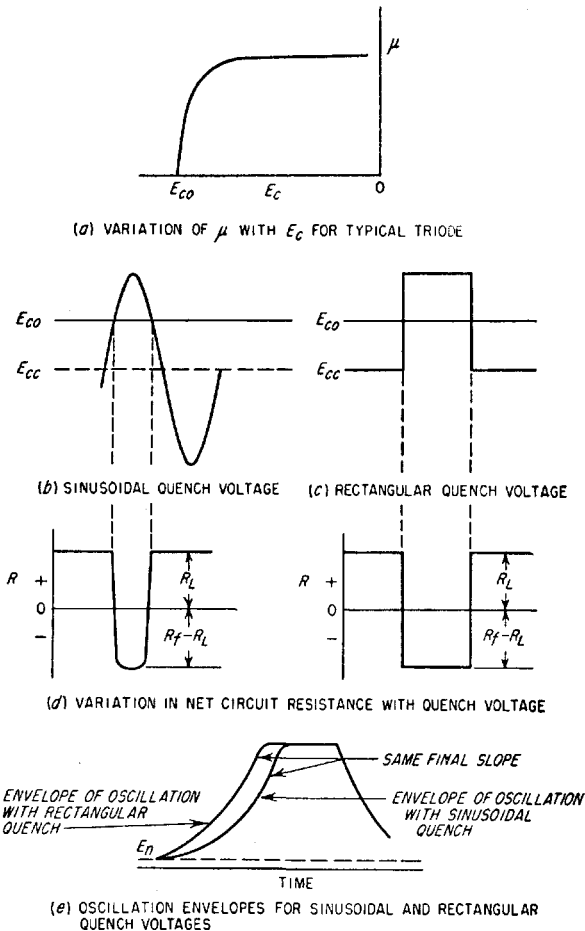 μ
E_CO E_C 0
(a) VARIATION OF μ WITH E_C FOR TYPICAL TRIODE
E_CO
E_CC
E_CO
E_CC
(b) SINUSOIDAL QUENCH VOLTAGE
(c) RECTANGULAR QUENCH VOLTAGE
R + 0 −
R_L
R_f−R_L
R + 0 −
R_L
R_f−R_L
(d) VARIATION IN NET CIRCUIT RESISTANCE WITH QUENCH VOLTAGE
SAME FINAL SLOPE
ENVELOPE OF OSCILLATION
WITH RECTANGULAR
QUENCH
ENVELOPE OF OSCILLATION
WITH SINUSOIDAL
QUENCH
E_n
TIME
(e) OSCILLATION ENVELOPES FOR SINUSOIDAL AND RECTANGULAR
QUENCH VOLTAGES